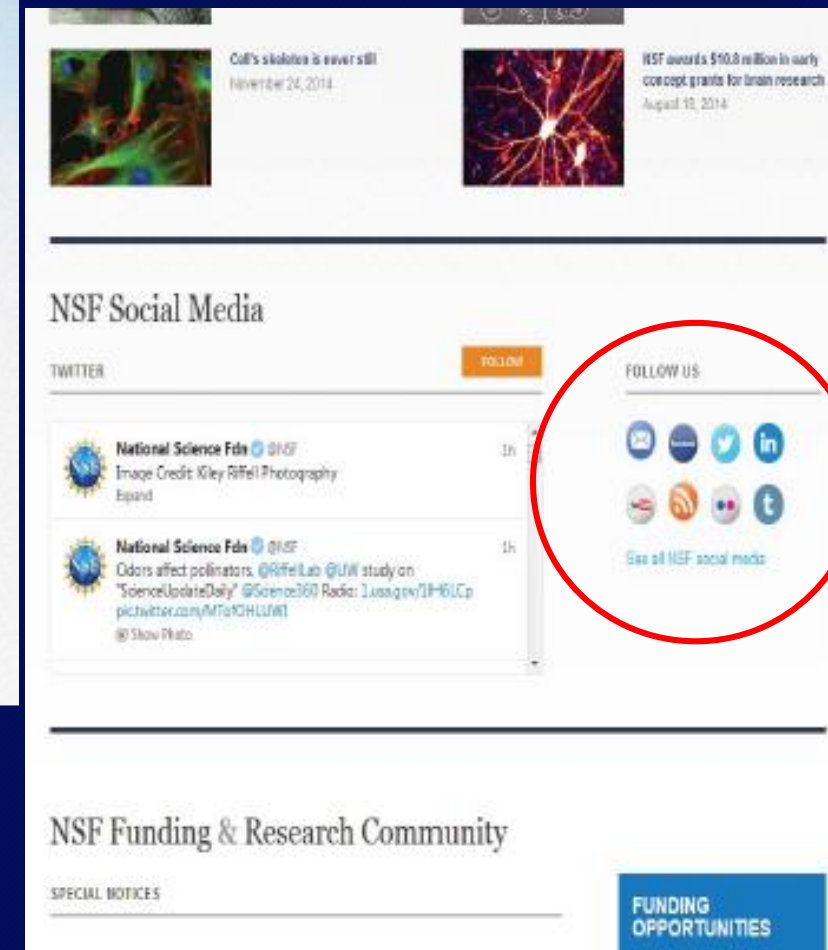 Cell's skeleton is never still
November 24, 2014
NSF awards $10.8 million in early
concept grants for brain research
August 18, 2014
NSF Social Media
TWITTER
FOLLOW
National Science Fdn @NSF 1h
Image Credit: Kiley Riffell Photography
Expand
National Science Fdn @NSF 1h
Odors affect pollinators, @RiffellLab @UW study on
"ScienceUpdateDaily" @Science360 Radio:
Show Photo
FOLLOW US
See all NSF social media
NSF Funding & Research Community
SPECIAL NOTICES
FUNDING
OPPORTUNITIES